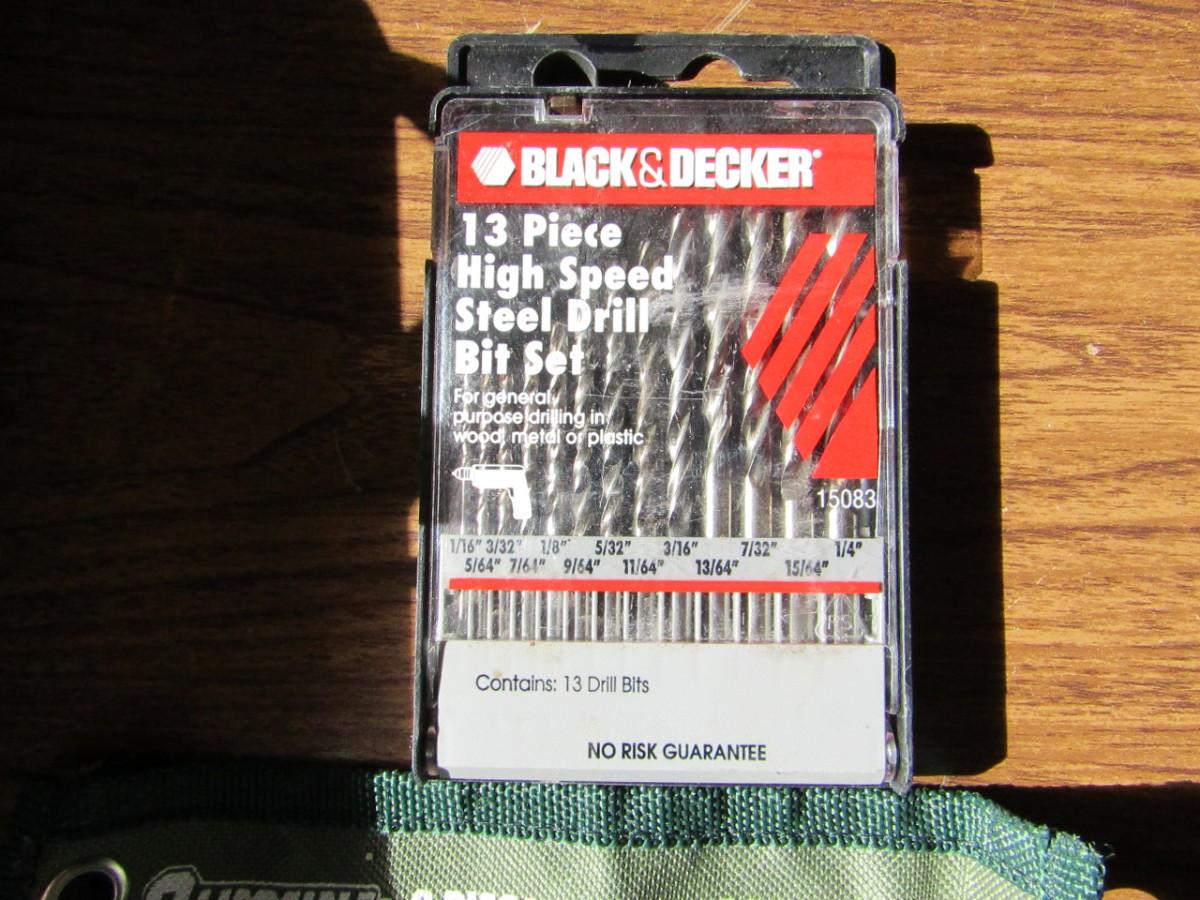 BLACK&DECKER®
13 Piece
High Speed
Steel Drill
Bit Set
For general
purpose drilling in
wood, metal or plastic
15083
1/16" 3/32" 1/8" 5/32" 3/16" 7/32" 1/4"
5/64" 7/64" 9/64" 11/64" 13/64" 15/64"
Contains: 13 Drill Bits
NO RISK GUARANTEE